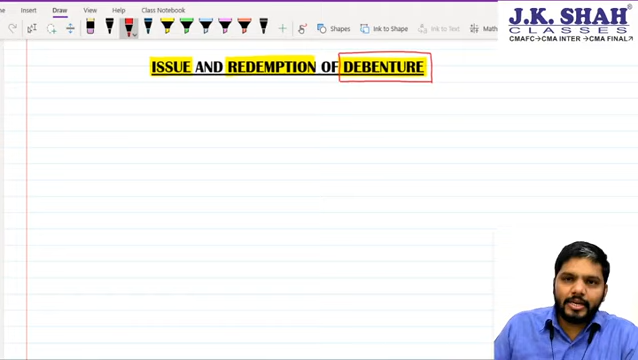 Insert Draw View Help Class Notebook
Shapes Ink to Text Ink to Shape Math
J.K. SHAH
CLASSES
CMAFC→CMA INTER→CMA FINAL
ISSUE AND REDEMPTION OF DEBENTURE